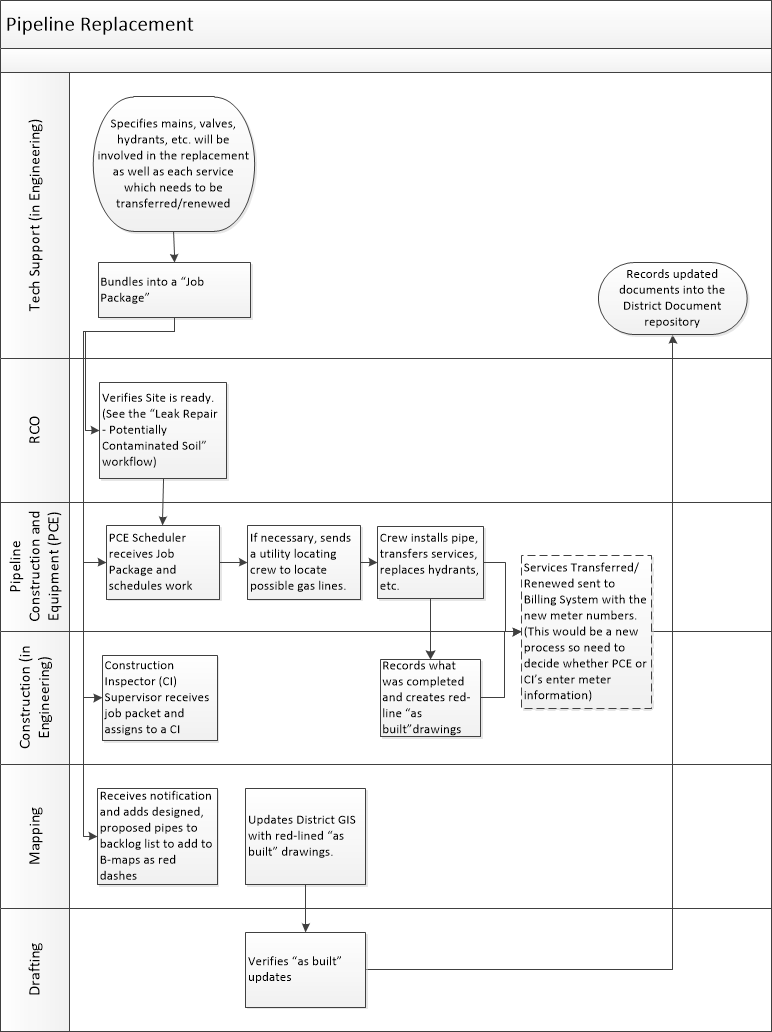 Pipeline Replacement
Tech Support (in Engineering)
Specifies mains, valves,
hydrants, etc. will be
involved in the replacement
as well as each service
which needs to be
transferred/renewed
Bundles into a “Job
Package”
Records updated
documents into the
District Document
repository
RCO
Verifies Site is ready.
(See the “Leak Repair
- Potentially
Contaminated Soil”
workflow)
Pipeline
Construction and
Equipment (PCE)
PCE Scheduler
receives Job
Package and
schedules work
If necessary, sends
a utility locating
crew to locate
possible gas lines.
Crew installs pipe,
transfers services,
replaces hydrants,
etc.
Services Transferred/
Renewed sent to
Billing System with the
new meter numbers.
(This would be a new
process so need to
decide whether PCE or
CI’s enter meter
information)
Construction (in
Engineering)
Construction
Inspector (CI)
Supervisor receives
job packet and
assigns to a CI
Records what
was completed
and creates red-
line “as
built”drawings
Mapping
Receives notification
and adds designed,
proposed pipes to
backlog list to add to
B-maps as red
dashes
Updates District GIS
with red-lined “as
built” drawings.
Drafting
Verifies “as built”
updates